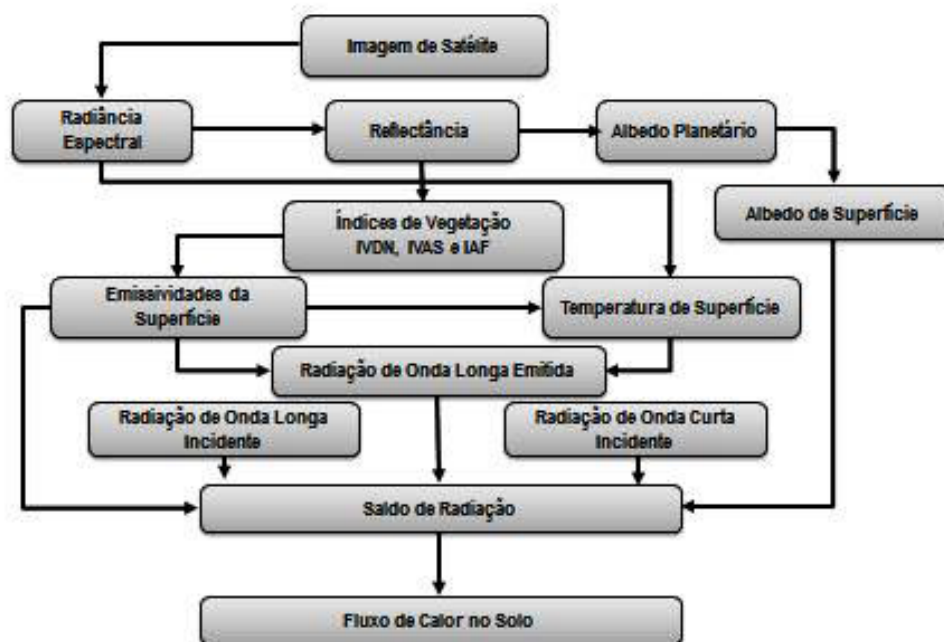 Imagem de Satélite
Radiância
Espectral
Reflectância
Albedo Planetário
Albedo de Superfície
Índices de Vegetação
IVDN, IVAS e IAF
Emissividades da
Superfície
Temperatura de Superfície
Radiação de Onda Longa Emitida
Radiação de Onda Longa
Incidente
Radiação de Onda Curta
Incidente
Saldo de Radiação
Fluxo de Calor no Solo